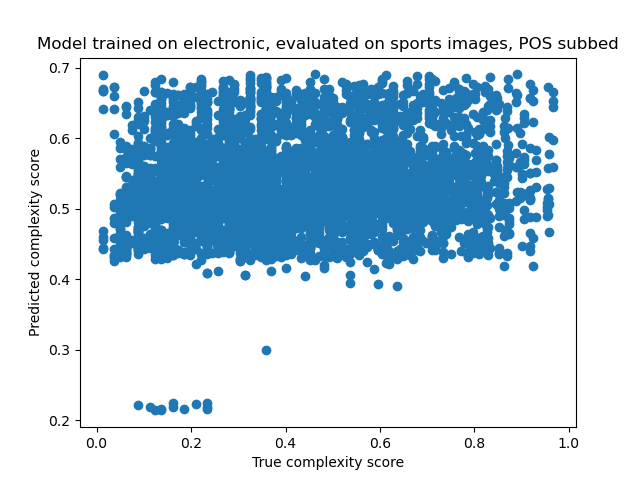 Model trained on electronic, evaluated on sports images, POS subbed
0.7
0.6
0.5
0.4
0.3
0.2
Predicted complexity score
0.0 0.2 0.4 0.6 0.8 1.0
True complexity score